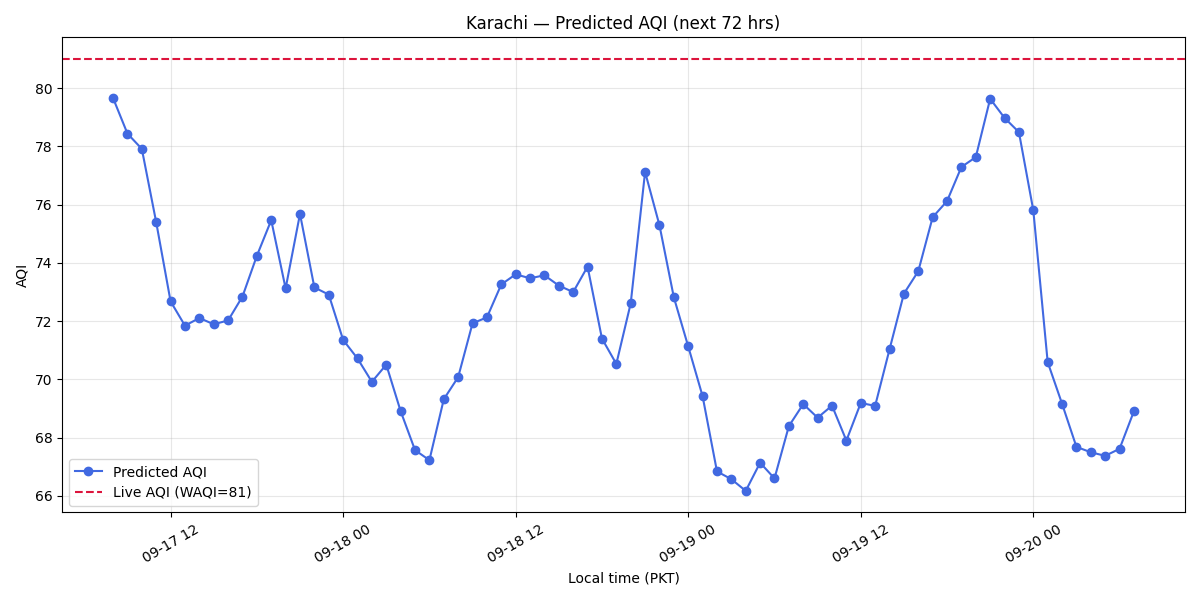 Karachi — Predicted AQI (next 72 hrs)
AQI
80
78
76
74
72
70
68
66
Predicted AQI
Live AQI (WAQI=81)
09-17 12
09-18 00
09-18 12
09-19 00
09-19 12
09-20 00
Local time (PKT)